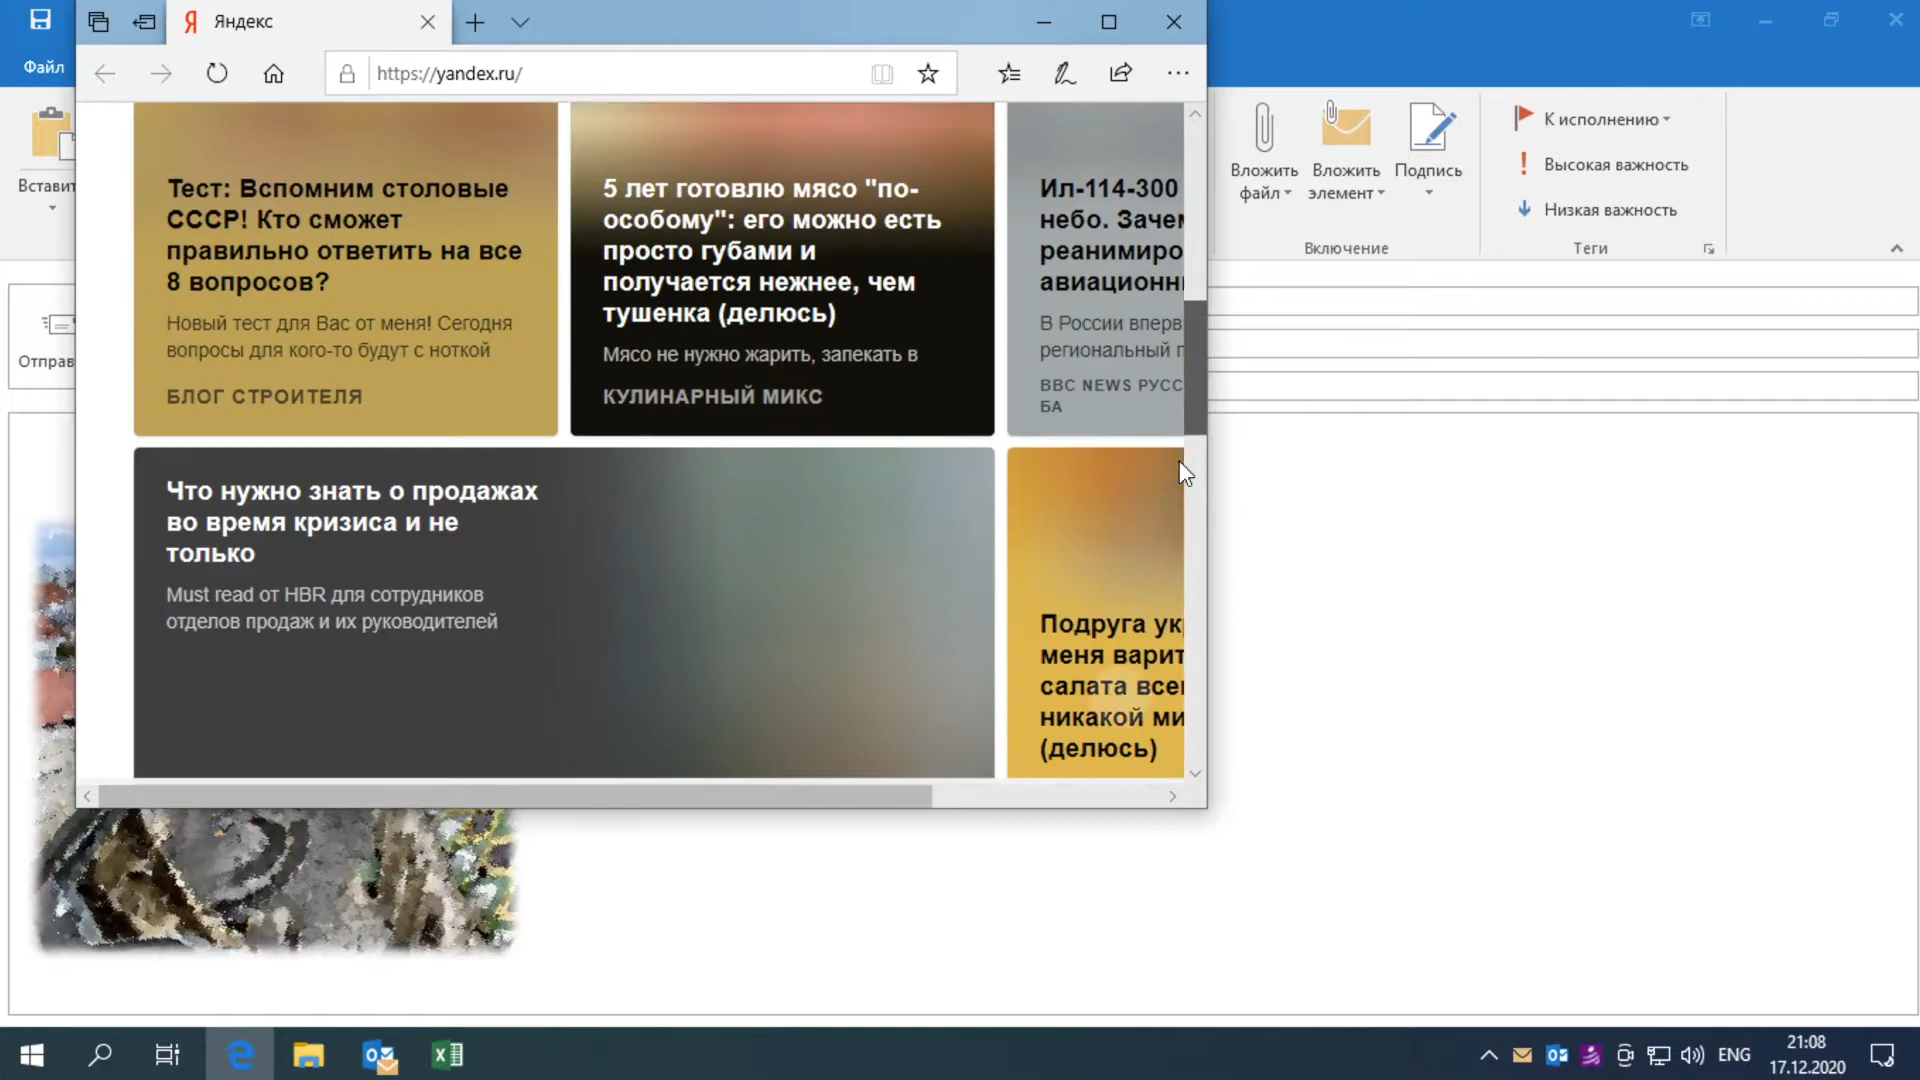 Яндекс
https://yandex.ru/
Файл
Вставит
Отправ
Тест: Вспомним столовые
СССР! Кто сможет
правильно ответить на все
8 вопросов?
Новый тест для Вас от меня! Сегодня
вопросы для кого-то будут с ноткой
БЛОГ СТРОИТЕЛЯ
5 лет готовлю мясо "по-
особому": его можно есть
просто губами и
получается нежнее, чем
тушенка (делюсь)
Мясо не нужно жарить, запекать в
КУЛИНАРНЫЙ МИКС
Ил-114-300
небо. Заче
реанимиро
авиационн
В России вперв
региональный п
BBC NEWS РУСС
БА
Что нужно знать о продажах
во время кризиса и не
только
Must read от HBR для сотрудников
отделов продаж и их руководителей
Подруга ук
меня варит
салата все
никакой ми
(делюсь)
Вложить
файл
Вложить
элемент
Подпись
Включение
К исполнению
Высокая важность
Низкая важность
Теги
ENG
21:08
17.12.2020